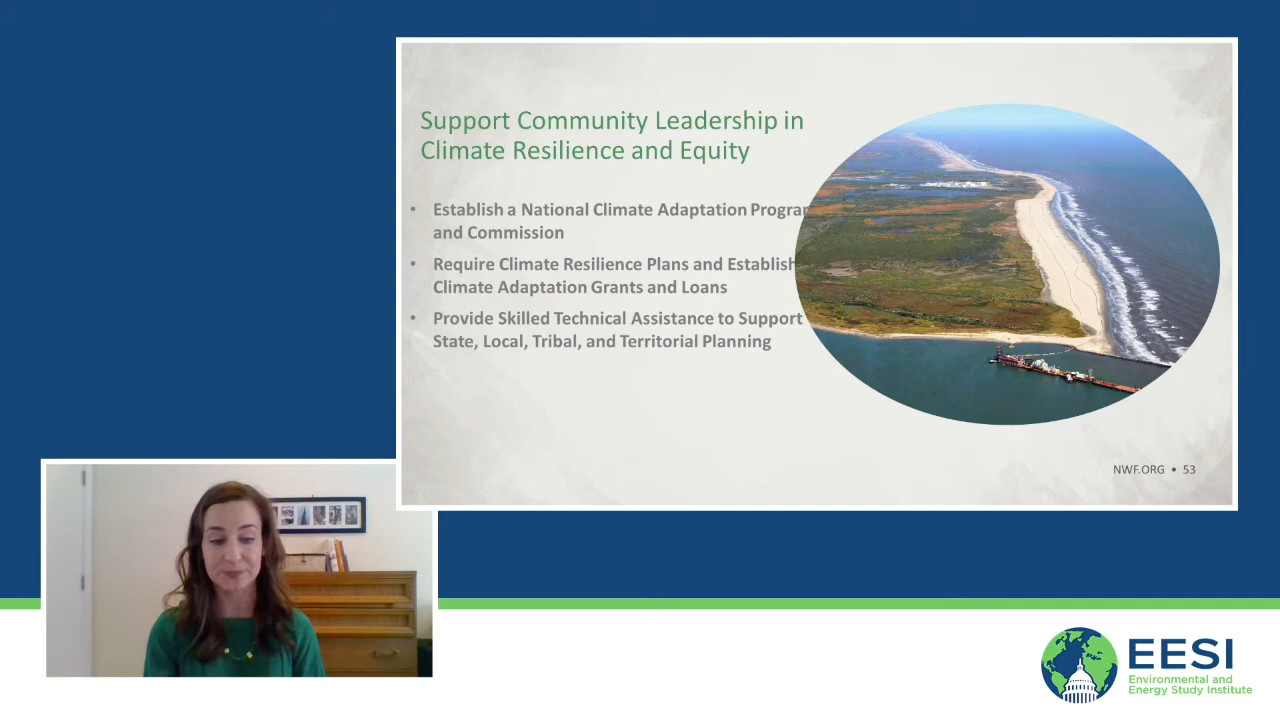 Support Community Leadership in
Climate Resilience and Equity
• Establish a National Climate Adaptation Progra
and Commission
• Require Climate Resilience Plans and Establish
Climate Adaptation Grants and Loans
• Provide Skilled Technical Assistance to Support
State, Local, Tribal, and Territorial Planning
NWF.ORG • 53
EESI
Environmental and
Energy Study Institute